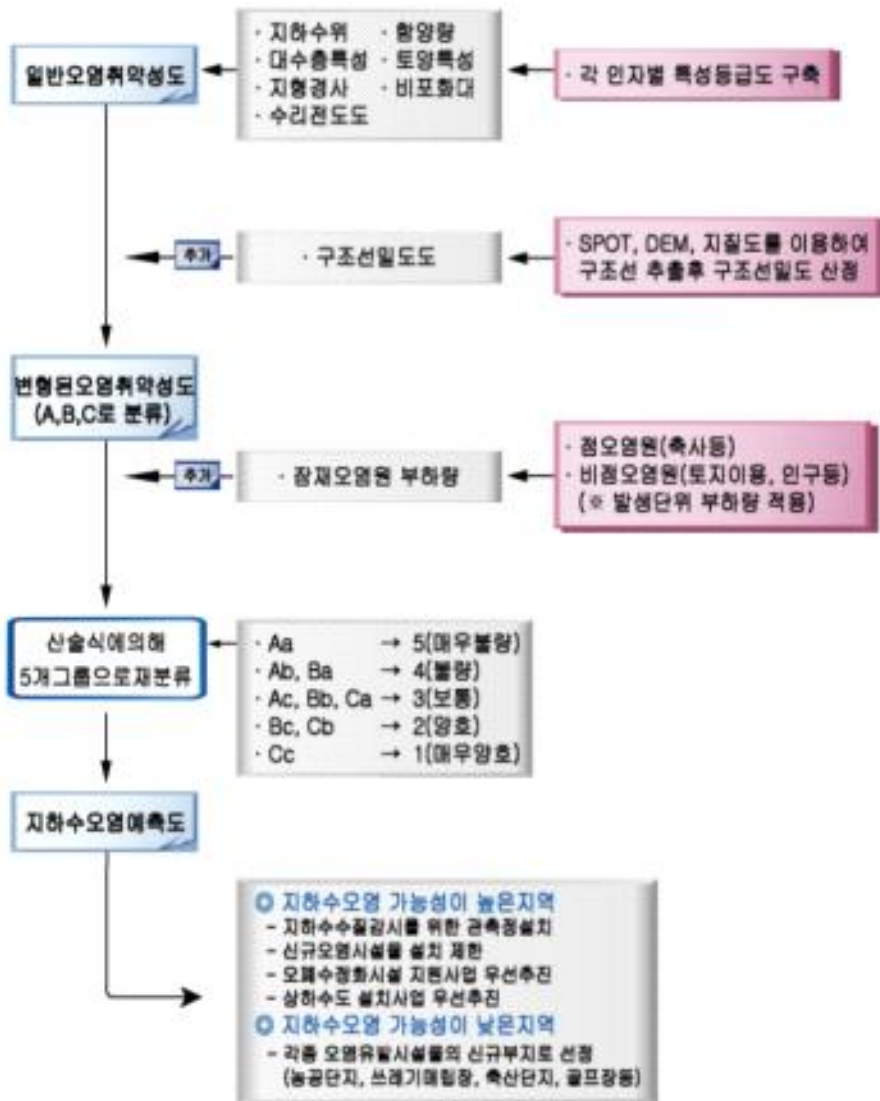 일반오염취약성도
· 지하수위 · 함양량
· 대수층특성 · 토양특성
· 지형경사 · 비포화대
· 수리전도도
· 각 인자별 특성등급도 구축
추가
· 구조선밀도도
· SPOT, DEM, 지질도를 이용하여
구조선 추출후 구조선밀도 산정
변형된오염취약성도
(A,B,C로 분류)
추가
· 잠재오염원 부하량
· 점오염원(축사등)
· 비점오염원(토지이용, 인구등)
(※ 발생단위 부하량 적용)
산술식에의해
5개그룹으로재분류
· Aa → 5(매우불량)
· Ab, Ba → 4(불량)
· Ac, Bb, Ca → 3(보통)
· Bc, Cb → 2(양호)
· Cc → 1(매우양호)
지하수오염예측도
◎ 지하수오염 가능성이 높은지역
- 지하수수질감시를 위한 관측정설치
- 신규오염시설물 설치 제한
- 오폐수정화시설 지원사업 우선추진
- 상하수도 설치사업 우선추진
◎ 지하수오염 가능성이 낮은지역
- 각종 오염유발시설물의 신규부지로 선정
(농공단지, 쓰레기매립장, 축산단지, 골프장등)